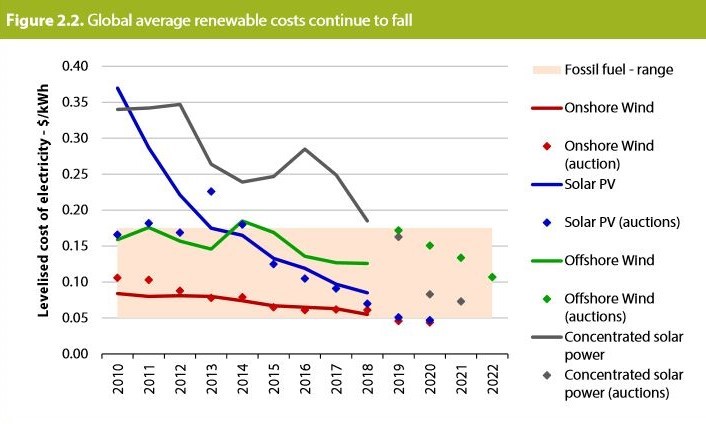 Figure 2.2. Global average renewable costs continue to fall
Levelised cost of electricity - $/kWh
0.40
0.35
0.30
0.25
0.20
0.15
0.10
0.05
0.00
2010
2011
2012
2013
2014
2015
2016
2017
2018
2019
2020
2021
2022
Fossil fuel - range
Onshore Wind
Onshore Wind
(auction)
Solar PV
Solar PV (auctions)
Offshore Wind
Offshore Wind
(auctions)
Concentrated solar
power
Concentrated solar
power (auctions)